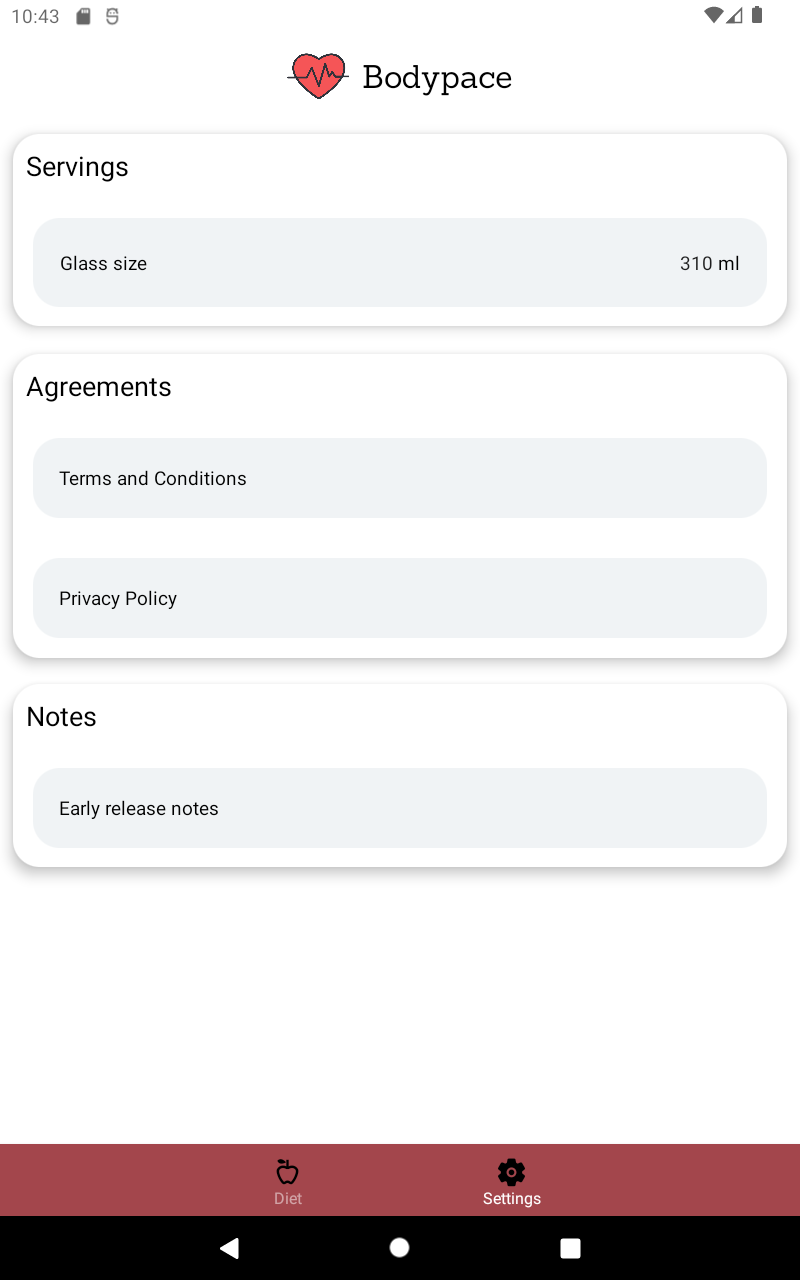 10:43
Bodypace
Servings
Glass size 310 ml
Agreements
Terms and Conditions
Privacy Policy
Notes
Early release notes
Diet Settings